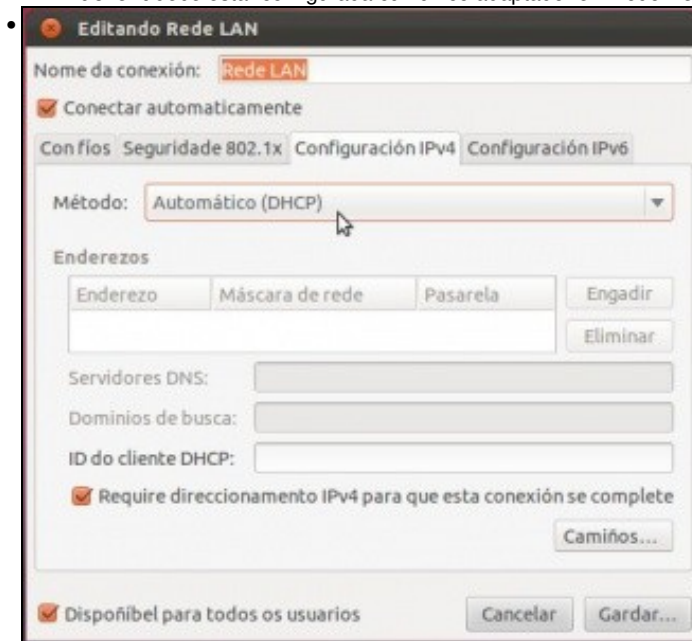 Editando Rede LAN
Nome da conexión: Rede LAN
Conectar automaticamente
Con fíos Seguridade 802.1x Configuración IPv4 Configuración IPv6
Método: Automático (DHCP)
Enderezos
Enderezo Máscara de rede Pasarela Engadir
Eliminar
Servidores DNS:
Dominios de busca:
ID do cliente DHCP:
Require direccionamento IPv4 para que esta conexión se complete
Camiños...
Dispoñíbel para todos os usuarios Cancelar Gardar...